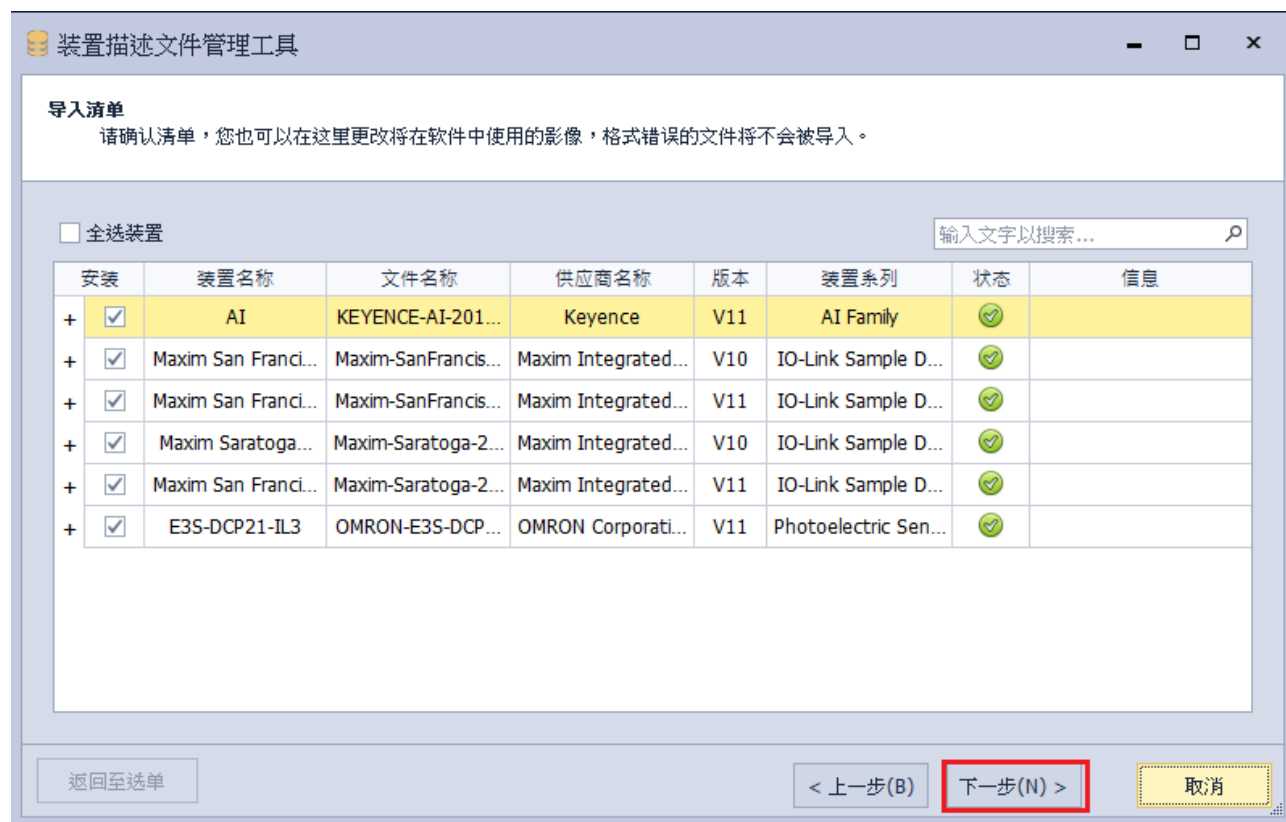 装置描述文件管理工具
导入清单
请确认清单，您也可以在这里更改将在软件中使用的影像，格式错误的文件将不会被导入。
全选装置
输入文字以搜索...
安装 装置名称 文件名称 供应商名称 版本 装置系列 状态 信息
+ AI KEYENCE-AI-201... Keyence V11 AI Family
+ Maxim San Franci... Maxim-SanFrancis... Maxim Integrated... V10 IO-Link Sample D...
+ Maxim San Franci... Maxim-SanFrancis... Maxim Integrated... V11 IO-Link Sample D...
+ Maxim Saratoga... Maxim-Saratoga-2... Maxim Integrated... V10 IO-Link Sample D...
+ Maxim San Franci... Maxim-Saratoga-2... Maxim Integrated... V11 IO-Link Sample D...
+ E3S-DCP21-IL3 OMRON-E3S-DCP... OMRON Corporati... V11 Photoelectric Sen...
返回至选单 < 上一步(B) 下一步(N) > 取消